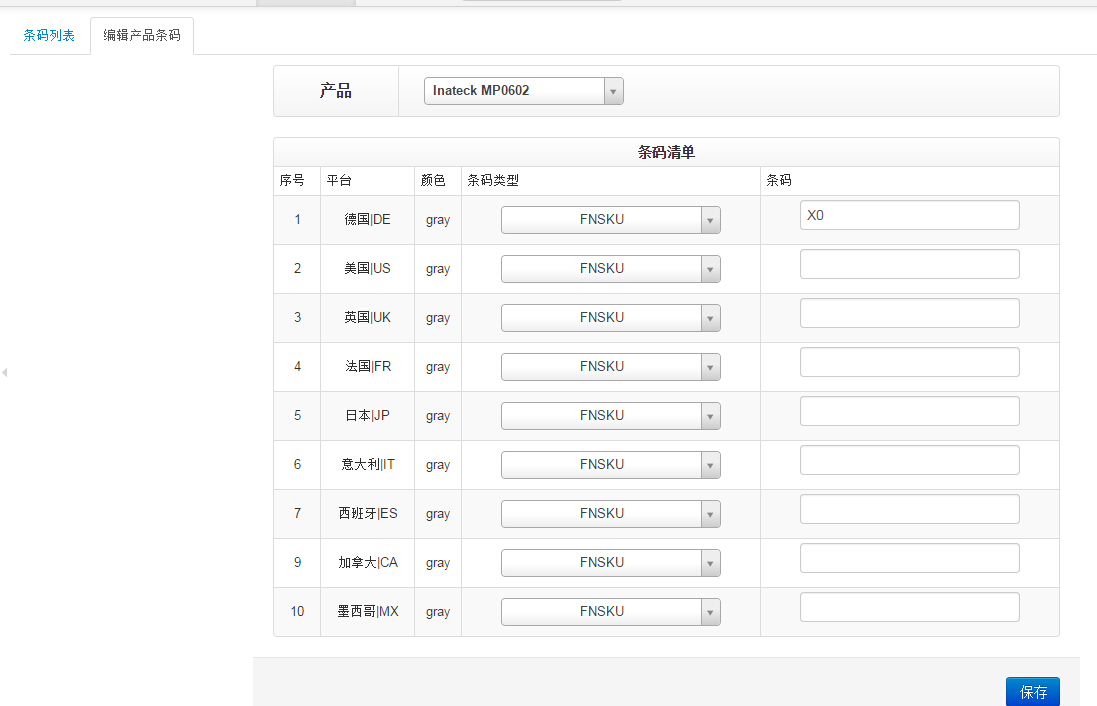 条码列表 编辑产品条码
产品 Inateck MP0602
条码清单
序号 平台 颜色 条码类型 条码
1 德国|DE gray FNSKU X0
2 美国|US gray FNSKU
3 英国|UK gray FNSKU
4 法国|FR gray FNSKU
5 日本|JP gray FNSKU
6 意大利|IT gray FNSKU
7 西班牙|ES gray FNSKU
9 加拿大|CA gray FNSKU
10 墨西哥|MX gray FNSKU
保存